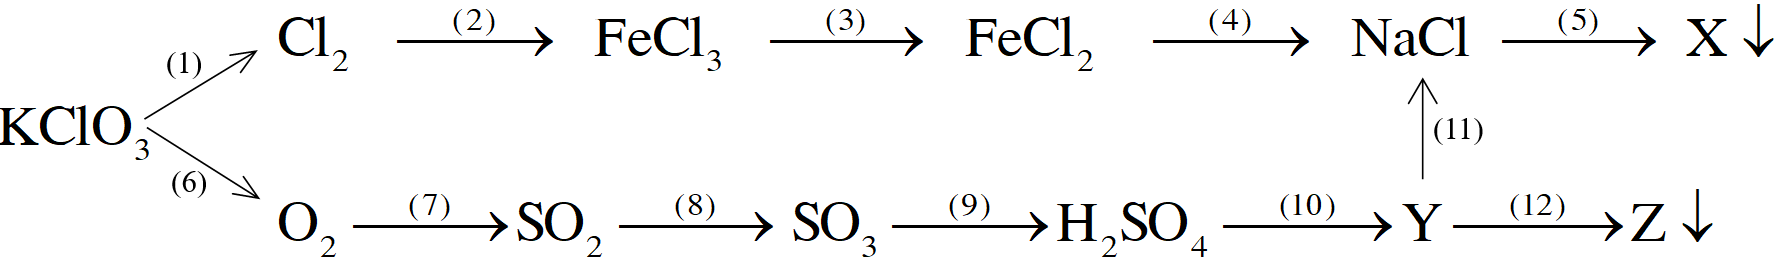 Cl₂ (2)⟶ FeCl₃ (3)⟶ FeCl₂ (4)⟶ NaCl (5)⟶ X ↓
(1)
KClO₃ (11)
(6)
O₂ (7)⟶ SO₂ (8)⟶ SO₃ (9)⟶ H₂SO₄ (10)⟶ Y (12)⟶ Z ↓